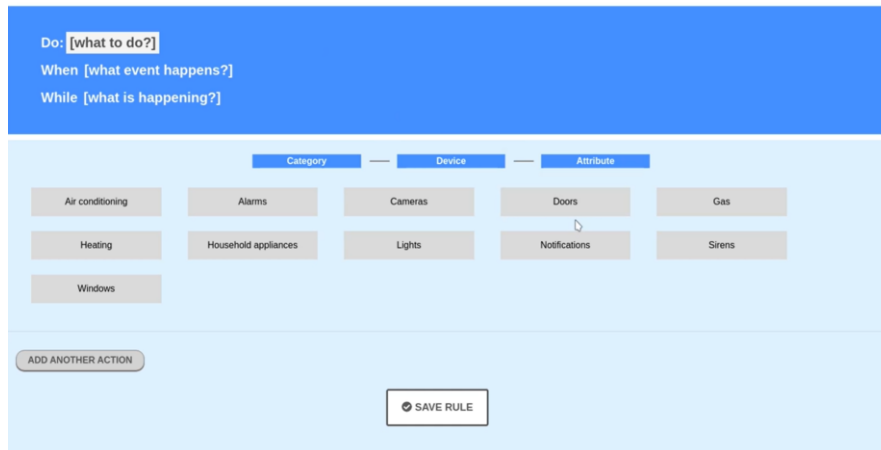 Do: [what to do?]
When [what event happens?]
While [what is happening?]
Category Device Attribute
Air conditioning Alarms Cameras Doors Gas
Heating Household appliances Lights Notifications Sirens
Windows
ADD ANOTHER ACTION
SAVE RULE